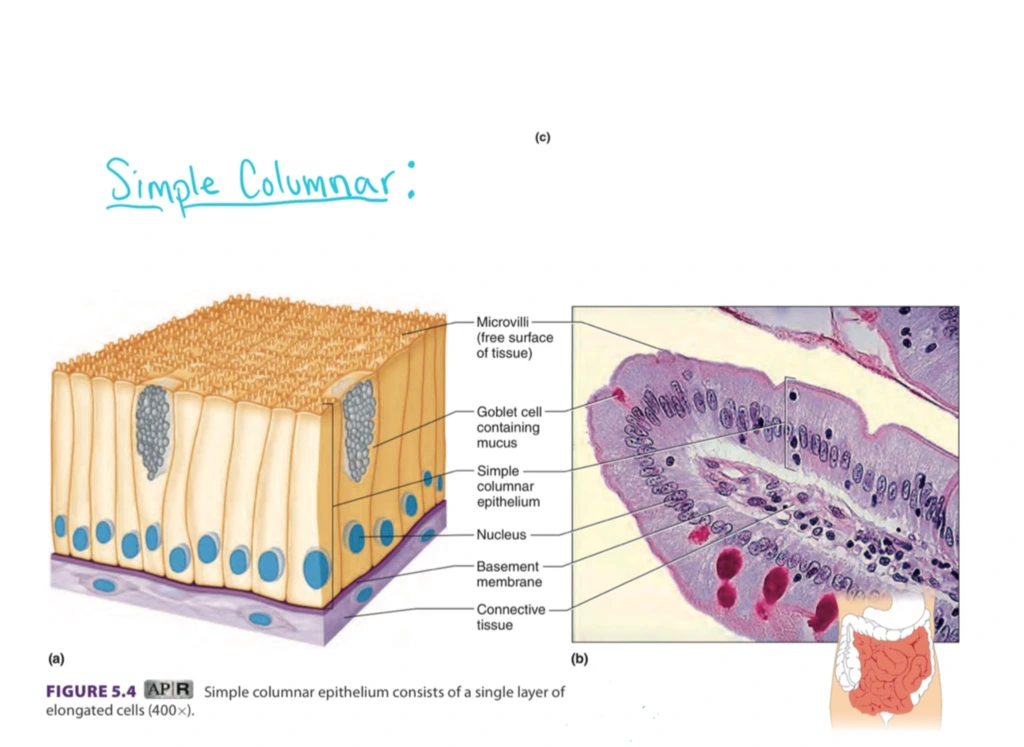 (c)
Simple Columnar:
Microvilli
(free surface
of tissue)
Goblet cell
containing
mucus
Simple
columnar
epithelium
Nucleus
Basement
membrane
Connective
tissue
(a)
(b)
FIGURE 5.4 AP|R Simple columnar epithelium consists of a single layer of
elongated cells (400×).